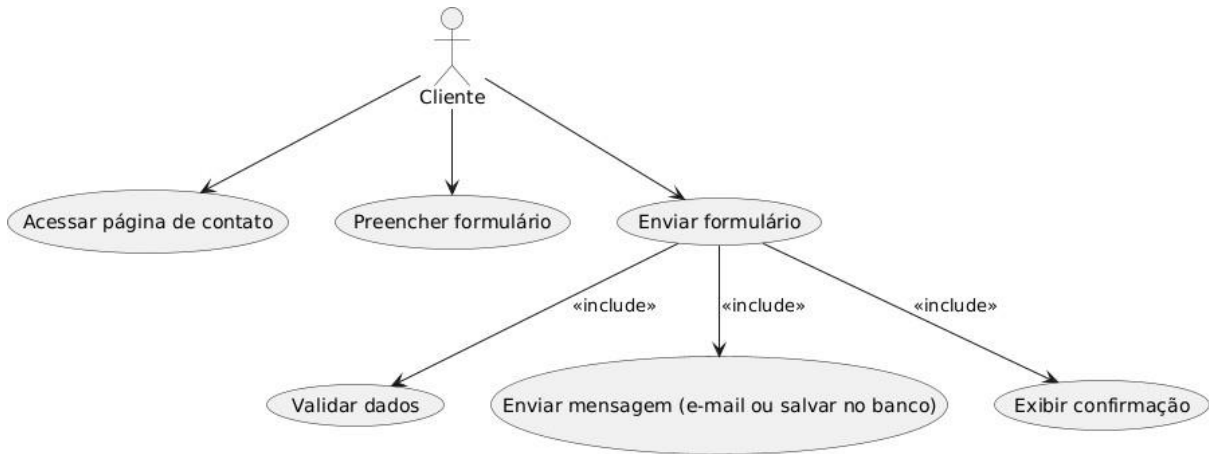 Cliente
Acessar página de contato
Preencher formulário
Enviar formulário
«include»
«include»
«include»
Validar dados
Enviar mensagem (e-mail ou salvar no banco)
Exibir confirmação